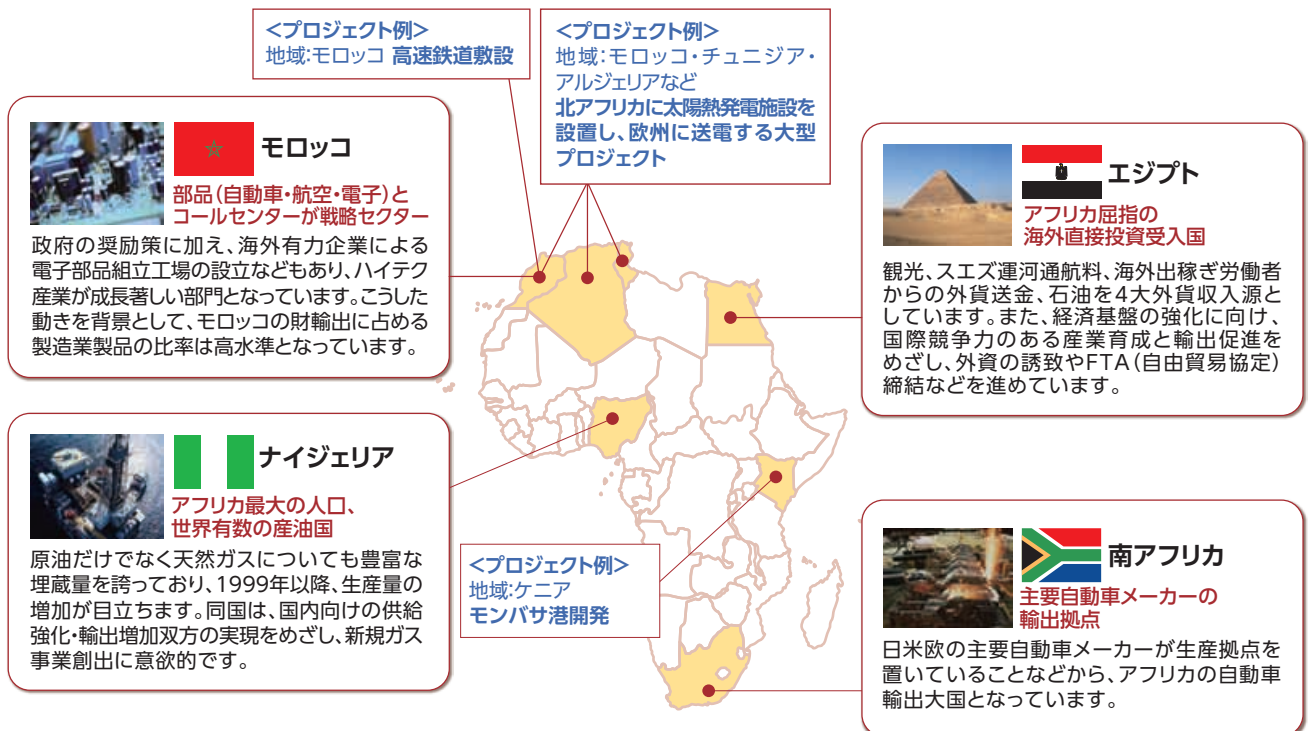 <プロジェクト例>
地域:モロッコ 高速鉄道敷設
<プロジェクト例>
地域:モロッコ・チュニジア・
アルジェリアなど
北アフリカに太陽熱発電施設を
設置し、欧州に送電する大型
プロジェクト
モロッコ
部品(自動車・航空・電子)と
コールセンターが戦略セクター
政府の奨励策に加え、海外有力企業による
電子部品組立工場の設立などもあり、ハイテク
産業が成長著しい部門となっています。こうした
動きを背景として、モロッコの財輸出に占める
製造業製品の比率は高水準となっています。
エジプト
アフリカ屈指の
海外直接投資受入国
観光、スエズ運河通航料、海外出稼ぎ労働者
からの外貨送金、石油を4大外貨収入源と
しています。また、経済基盤の強化に向け、
国際競争力のある産業育成と輸出促進を
めざし、外資の誘致やFTA(自由貿易協定)
締結などを進めています。
ナイジェリア
アフリカ最大の人口、
世界有数の産油国
原油だけでなく天然ガスについても豊富な
埋蔵量を誇っており、1999年以降、生産量の
増加が目立ちます。同国は、国内向けの供給
強化・輸出増加双方の実現をめざし、新規ガス
事業創出に意欲的です。
<プロジェクト例>
地域:ケニア
モンバサ港開発
南アフリカ
主要自動車メーカーの
輸出拠点
日米欧の主要自動車メーカーが生産拠点を
置いていることなどから、アフリカの自動車
輸出大国となっています。